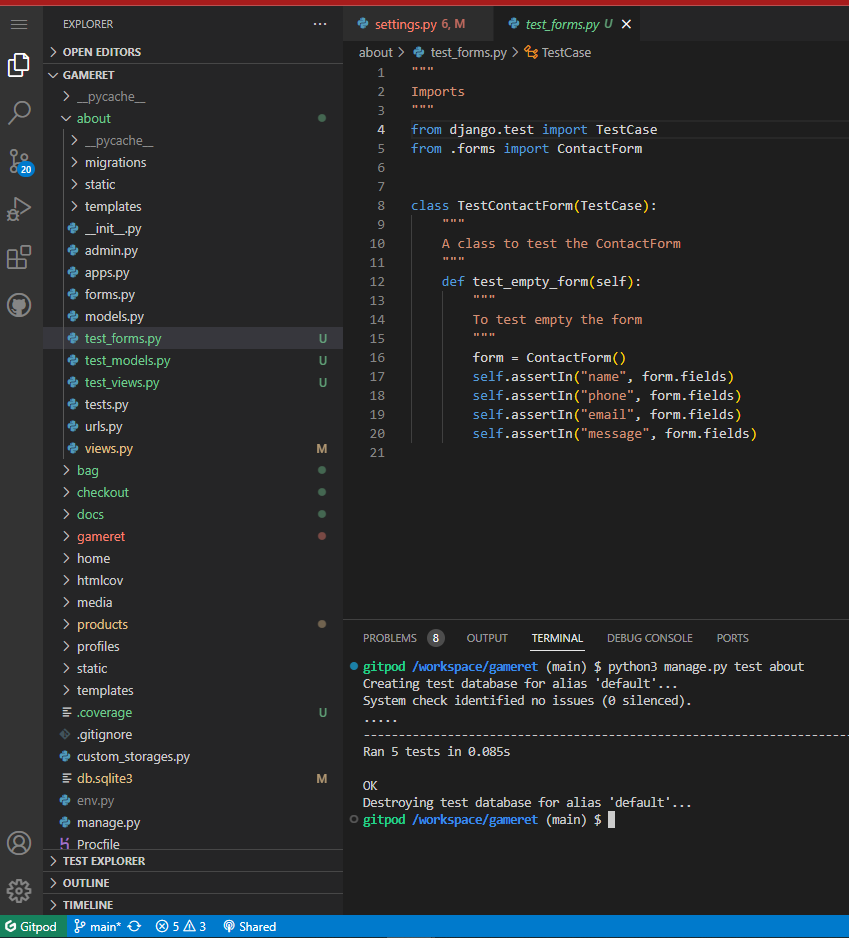 EXPLORER
...
OPEN EDITORS
GAMERET
__pycache__
about
__pycache__
migrations
static
templates
__init__.py
admin.py
apps.py
forms.py
models.py
test_forms.py U
test_models.py U
test_views.py U
tests.py
urls.py
views.py M
bag
checkout
docs
gameret
home
htmlcov
media
products
profiles
static
templates
.coverage U
.gitignore
custom_storages.py
db.sqlite3 M
env.py
manage.py
Procfile
TEST EXPLORER
OUTLINE
TIMELINE
20
settings.py 6, M
test_forms.py U
about > test_forms.py > TestCase
1 """
2 Imports
3 """
4 from django.test import TestCase
5 from .forms import ContactForm
6
7
8 class TestContactForm(TestCase):
9 """
10 A class to test the ContactForm
11 """
12 def test_empty_form(self):
13 """
14 To test empty the form
15 """
16 form = ContactForm()
17 self.assertIn("name", form.fields)
18 self.assertIn("phone", form.fields)
19 self.assertIn("email", form.fields)
20 self.assertIn("message", form.fields)
21
PROBLEMS 8 OUTPUT TERMINAL DEBUG CONSOLE PORTS
gitpod /workspace/gameret (main) $ python3 manage.py test about
Creating test database for alias 'default'...
System check identified no issues (0 silenced).
.....
----------------------------------------------------------------------
Ran 5 tests in 0.085s
OK
Destroying test database for alias 'default'...
gitpod /workspace/gameret (main) $
Gitpod main* 5 3 Shared